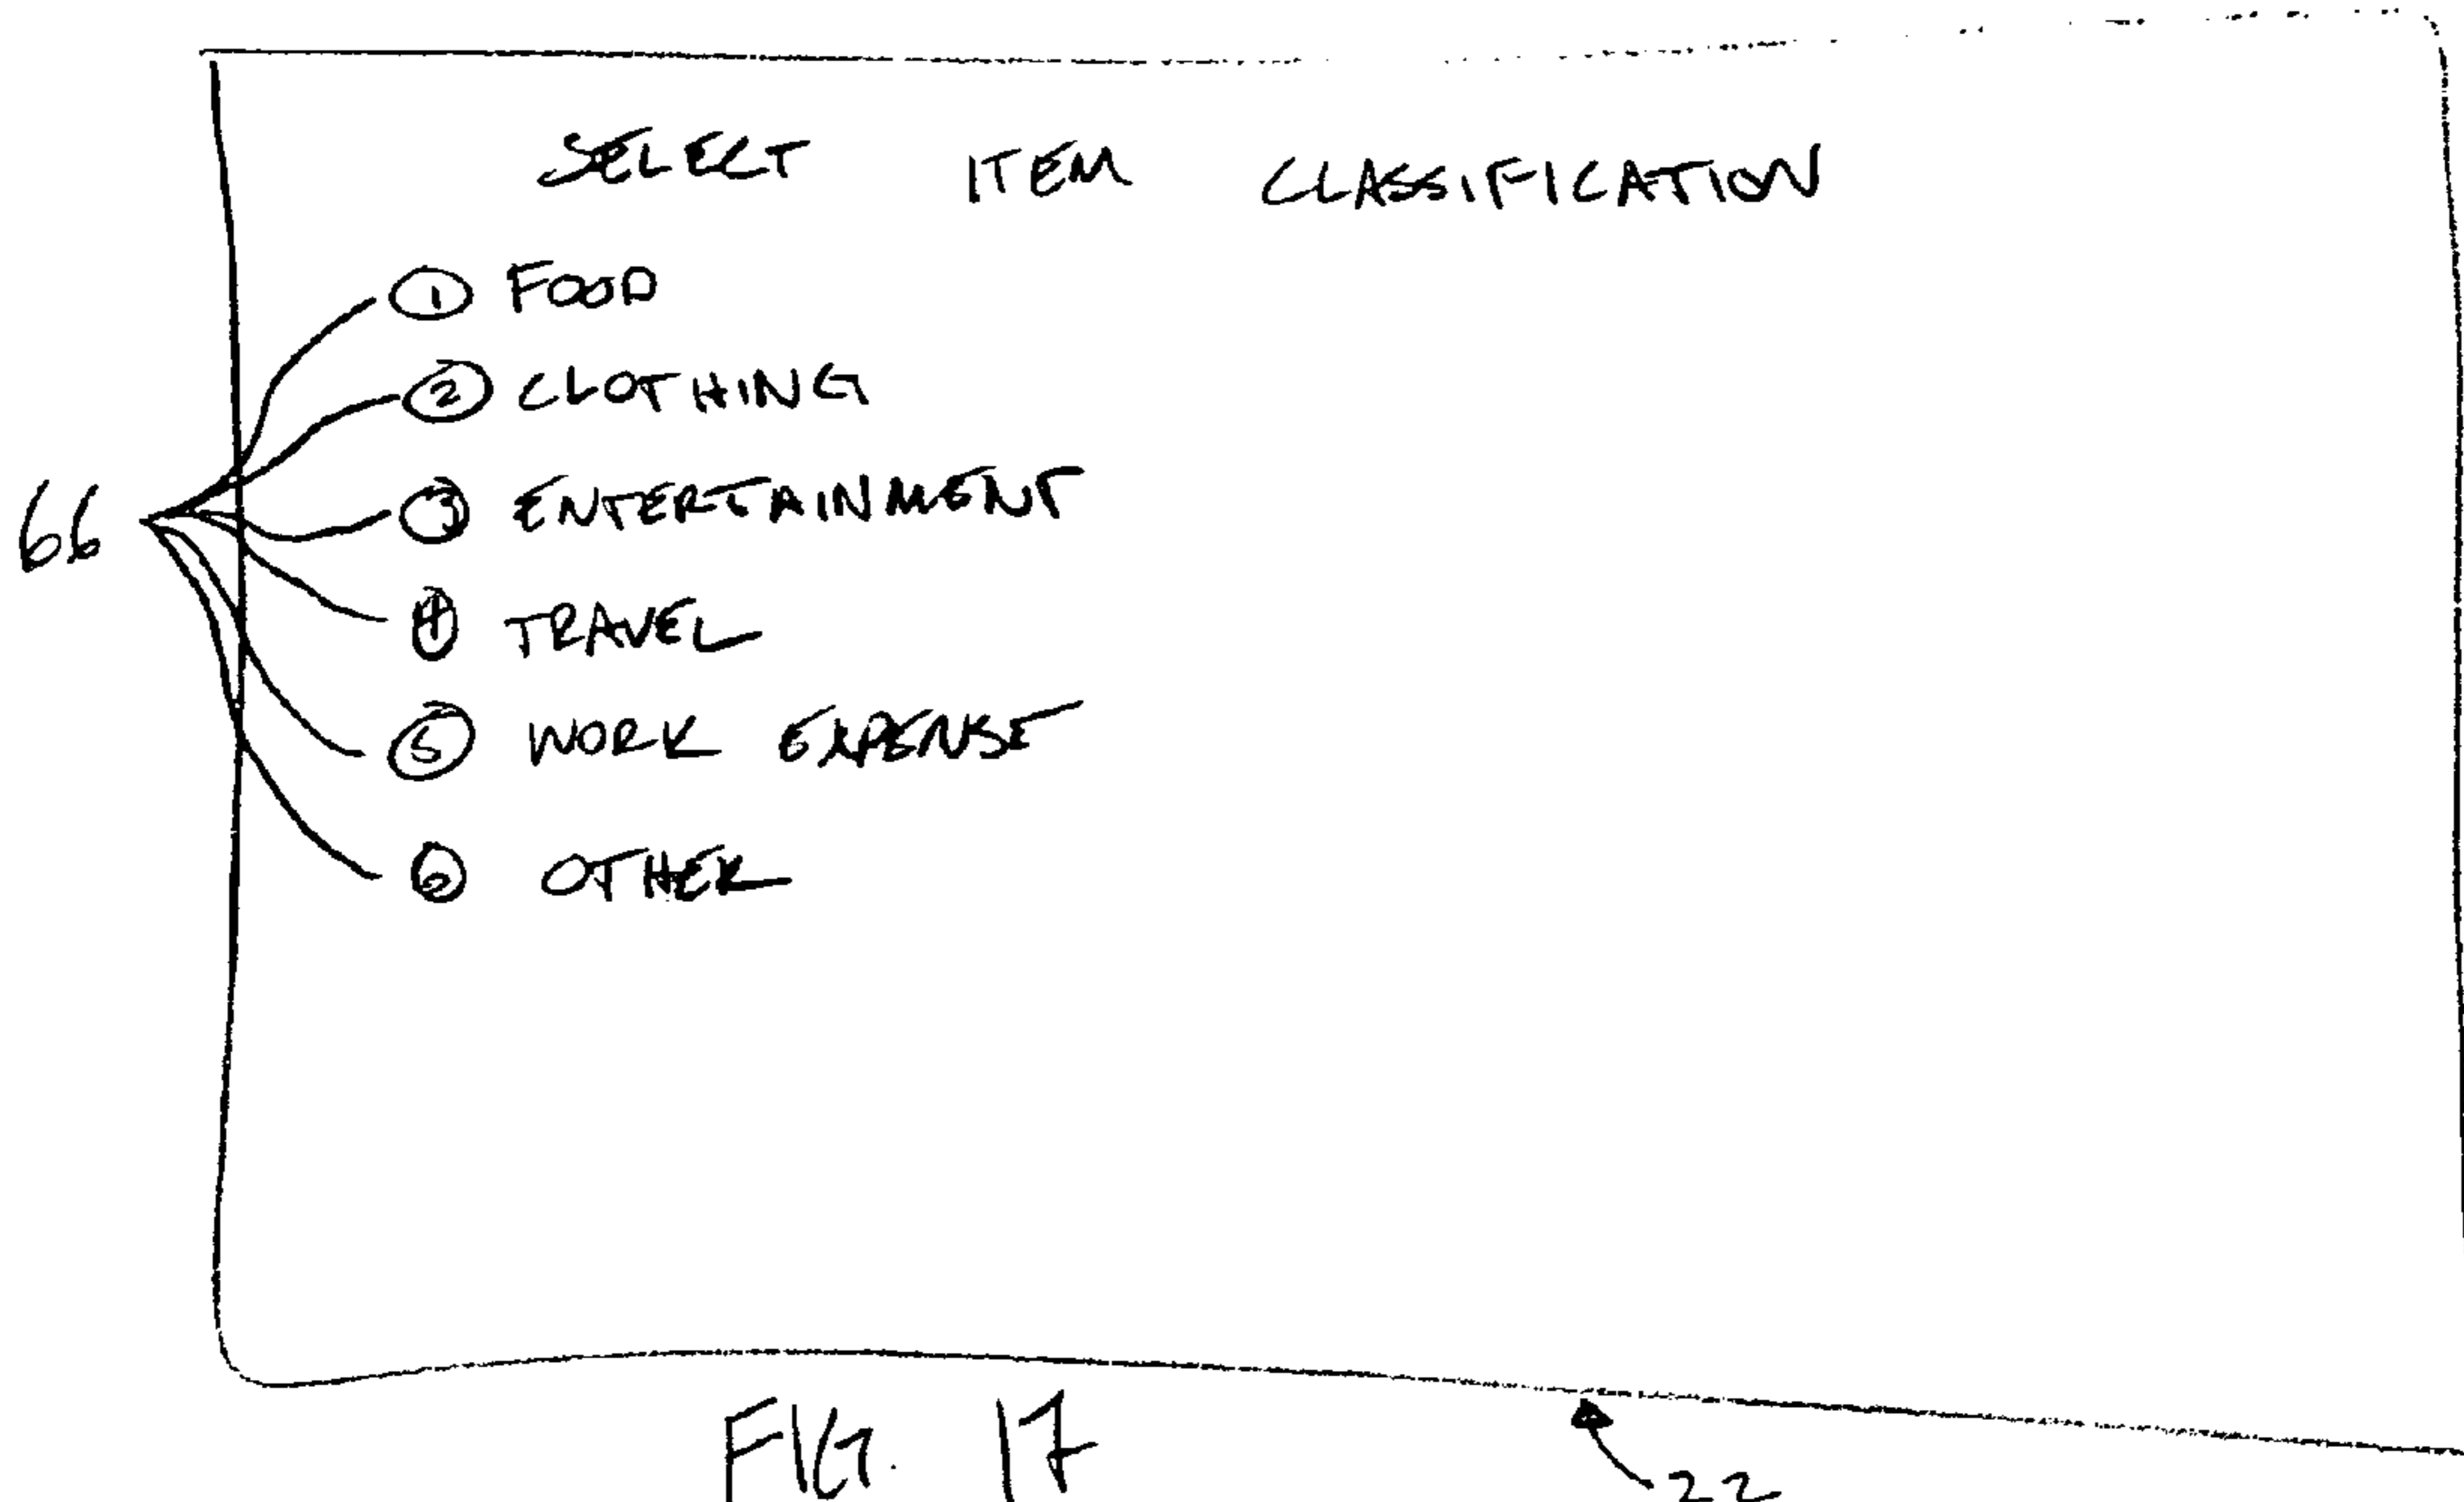 SELECT ITEM CLASSIFICATION
① FOOD
② CLOTHING
③ ENTERTAINMENT
66
④ TRAVEL
⑤ WORK EXPENSE
⑥ OTHER
FIG. 17
22